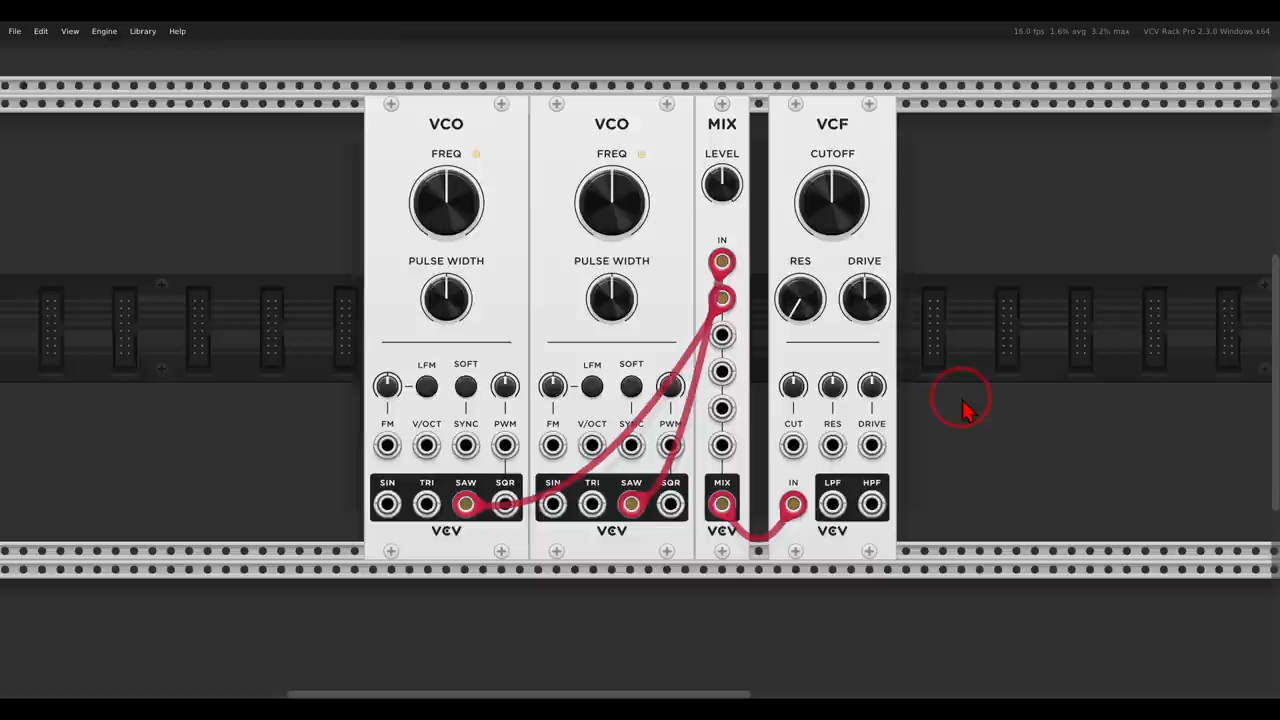 File Edit View Engine Library Help
16.0 fps 1.6% avg 3.2% max VCV Rack Pro 2.3.0 Windows x64
VCO VCO MIX VCF
FREQ FREQ LEVEL CUTOFF
IN
PULSE WIDTH PULSE WIDTH RES DRIVE
LFM SOFT LFM SOFT
FM V/OCT SYNC PWM FM V/OCT SYNC PWM CUT RES DRIVE
SIN TRI SAW SQR SIN TRI SAW SQR MIX IN LPF HPF
VCV VCV VCV VCV